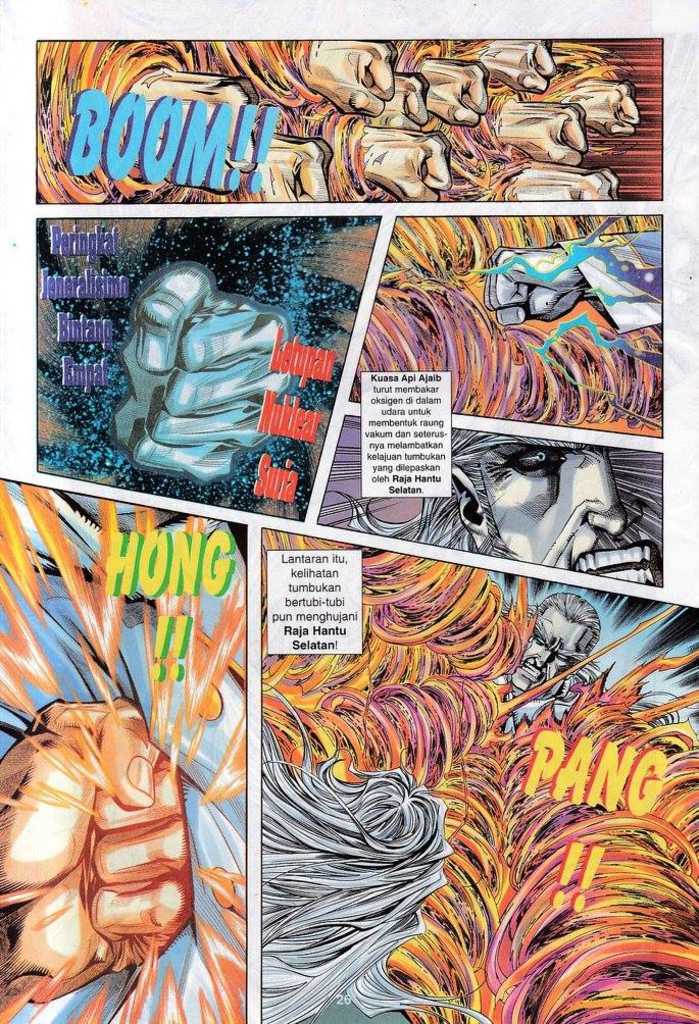 BOOM!!
Peringkat
Jeneralisimo
Bintang
Empat
Letupan
Nuklear
Suria
Kuasa Api Ajaib
turut membakar
oksigen di dalam
udara untuk
membentuk raung
vakum dan seterus-
nya melambatkan
kelajuan tumbukan
yang dilepaskan
oleh Raja Hantu
Selatan.
HONG
!!
Lantaran itu,
kelihatan
tumbukan
bertubi-tubi
pun menghujani
Raja Hantu
Selatan!
PANG
!!
26